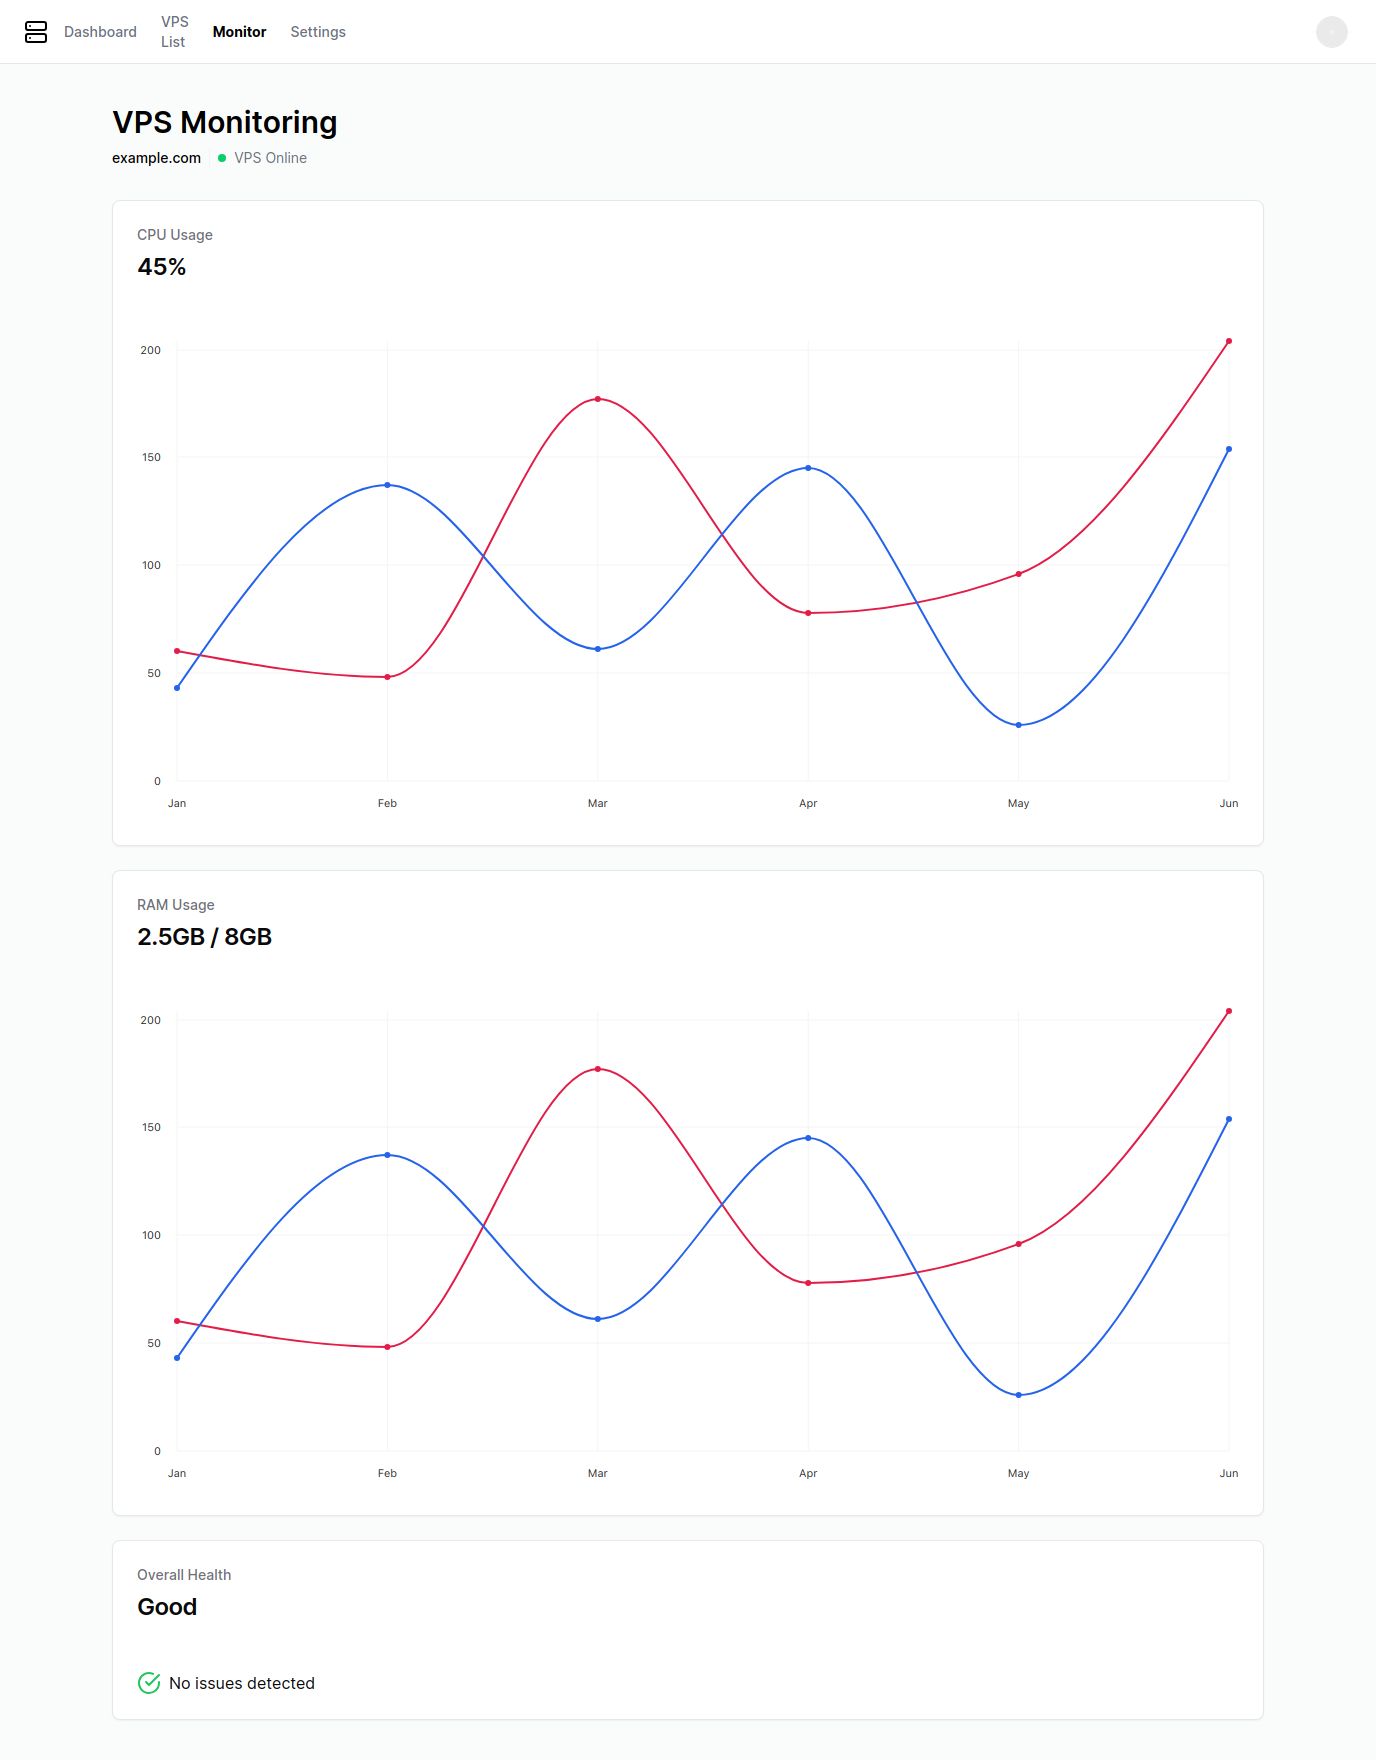 Dashboard
VPS
List
Monitor
Settings
VPS Monitoring
example.com VPS Online
CPU Usage
45%
200
150
100
50
0
Jan Feb Mar Apr May Jun
RAM Usage
2.5GB / 8GB
200
150
100
50
0
Jan Feb Mar Apr May Jun
Overall Health
Good
No issues detected